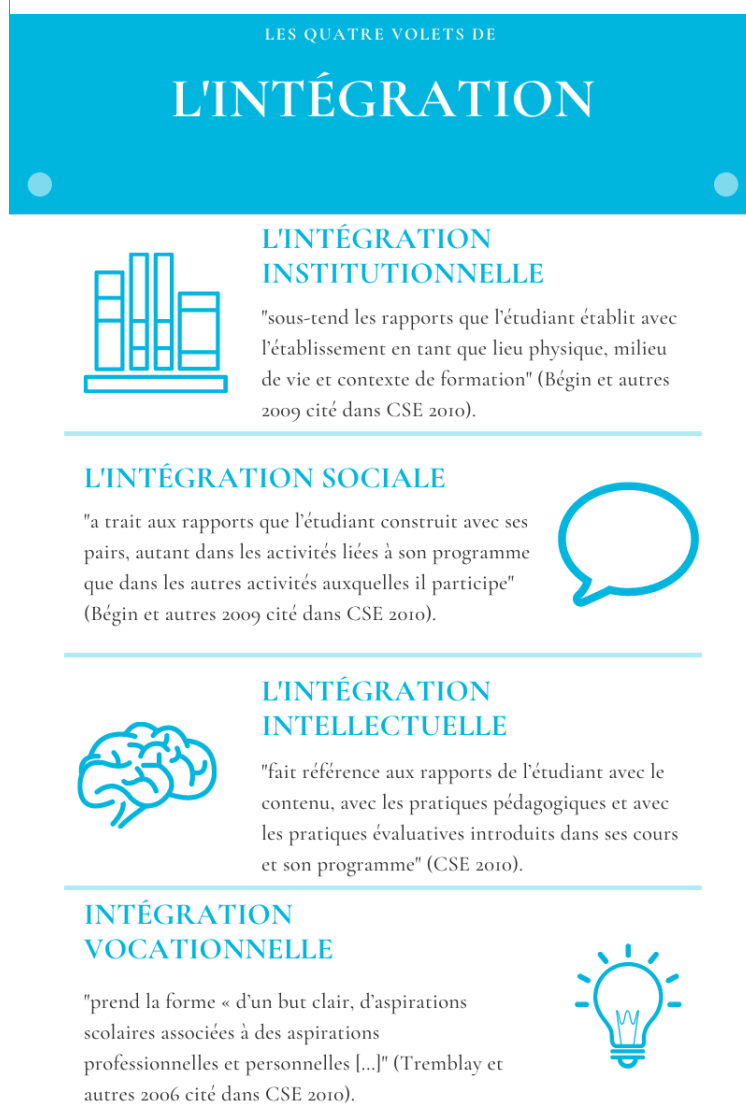 LES QUATRE VOLETS DE
L'INTÉGRATION
L'INTÉGRATION
INSTITUTIONNELLE
"sous-tend les rapports que l’étudiant établit avec
l’établissement en tant que lieu physique, milieu
de vie et contexte de formation" (Bégin et autres
2009 cité dans CSE 2010).
L'INTÉGRATION SOCIALE
"a trait aux rapports que l’étudiant construit avec ses
pairs, autant dans les activités liées à son programme
que dans les autres activités auxquelles il participe"
(Bégin et autres 2009 cité dans CSE 2010).
L'INTÉGRATION
INTELLECTUELLE
"fait référence aux rapports de l’étudiant avec le
contenu, avec les pratiques pédagogiques et avec
les pratiques évaluatives introduits dans ses cours
et son programme" (CSE 2010).
INTÉGRATION
VOCATIONNELLE
"prend la forme « d’un but clair, d’aspirations
scolaires associées à des aspirations
professionnelles et personnelles [...]" (Tremblay et
autres 2006 cité dans CSE 2010).